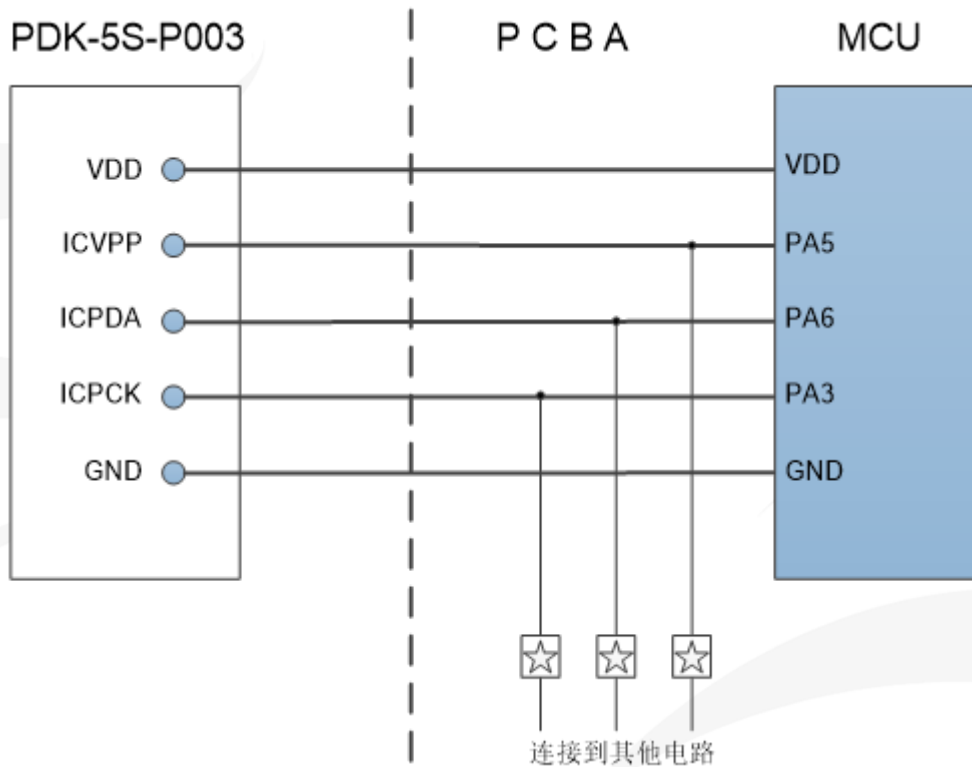 PDK-5S-P003
P C B A
MCU
VDD
VDD
ICVPP
PA5
ICPDA
PA6
ICPCK
PA3
GND
GND
连接到其他电路